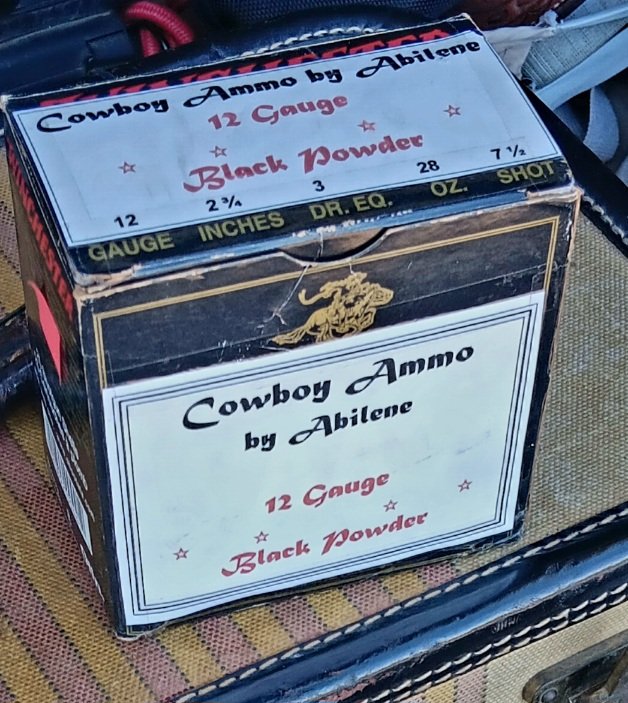 WINCHESTER
Cowboy Ammo by Abilene
12 Gauge
Black Powder
12 2 3/4 3 28 7 1/2
GAUGE INCHES DR. EQ. OZ. SHOT
Cowboy Ammo
by Abilene
12 Gauge
Black Powder